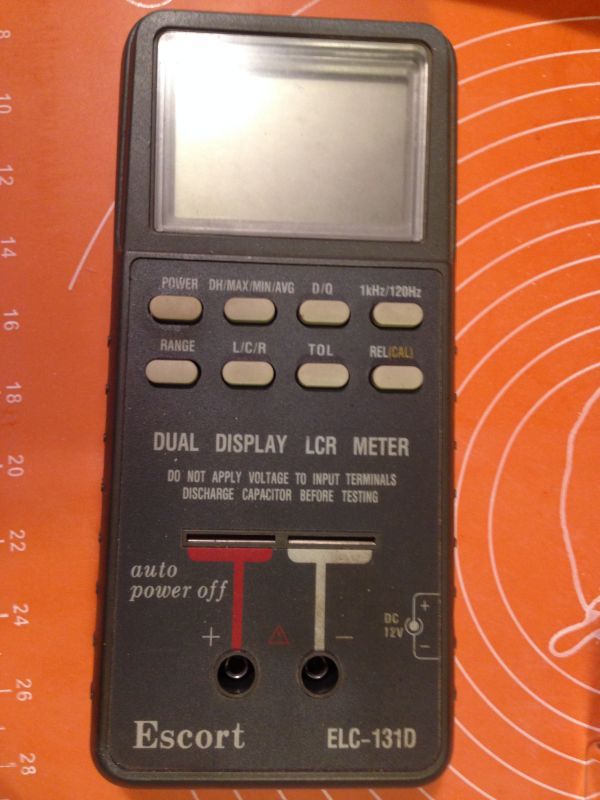 POWER DH/MAX/MIN/AVG D/Q 1kHz/120Hz
RANGE L/C/R TOL REL(CAL)
DUAL DISPLAY LCR METER
DO NOT APPLY VOLTAGE TO INPUT TERMINALS
DISCHARGE CAPACITOR BEFORE TESTING
auto
power off
+ −
DC
12V
+
−
Escort ELC-131D
8
10
12
14
16
18
20
22
24
26
28